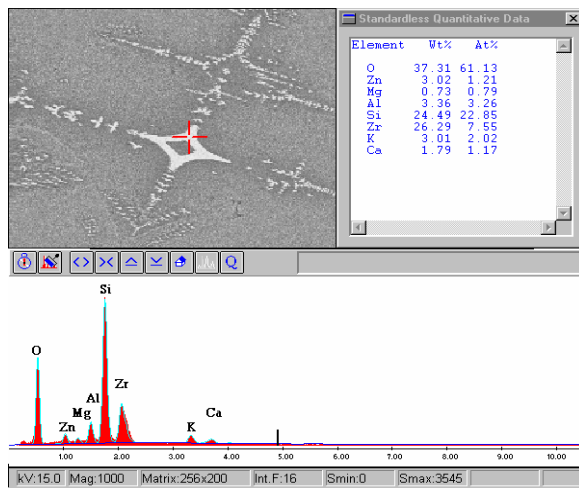 Standardless Quantitative Data
Element Wt% At%
O 37.31 61.13
Zn 3.02 1.21
Mg 0.73 0.79
Al 3.36 3.26
Si 24.49 22.85
Zr 26.29 7.55
K 3.01 2.02
Ca 1.79 1.17
Q
Si
O
Zr
Al
Mg
Zn
K
Ca
1.00 2.00 3.00 4.00 5.00 6.00 7.00 8.00 9.00 10.00
kV:15.0 Mag:1000 Matrix:256x200 Int.F:16 Smin:0 Smax:3545